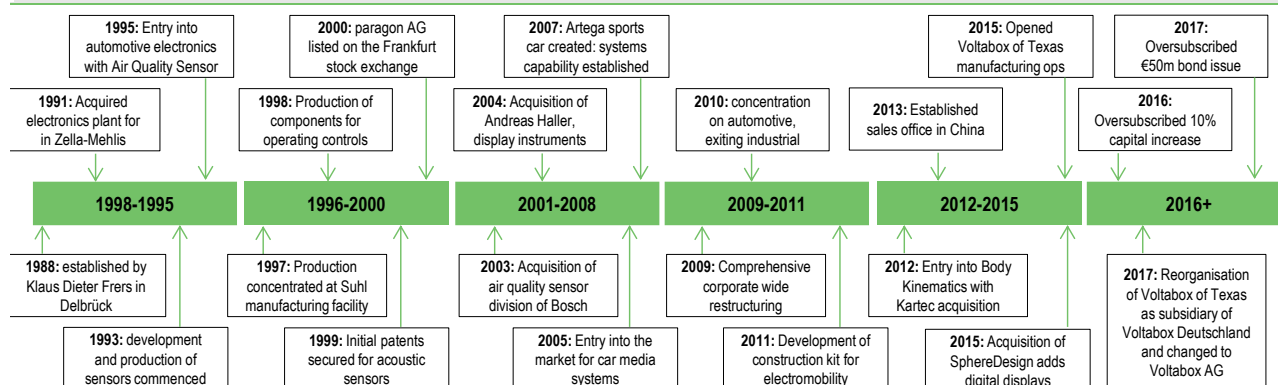 1995: Entry into
automotive electronics
with Air Quality Sensor
2000: paragon AG
listed on the Frankfurt
stock exchange
2007: Artega sports
car created: systems
capability established
2015: Opened
Voltabox of Texas
manufacturing ops
2017:
Oversubscribed
€50m bond issue
1991: Acquired
electronics plant for
in Zella-Mehlis
1998: Production of
components for
operating controls
2004: Acquisition of
Andreas Haller,
display instruments
2010: concentration
on automotive,
exiting industrial
2013: Established
sales office in China
2016:
Oversubscribed 10%
capital increase
1998-1995
1996-2000
2001-2008
2009-2011
2012-2015
2016+
1988: established by
Klaus Dieter Frers in
Delbrück
1997: Production
concentrated at Suhl
manufacturing facility
2003: Acquisition of
air quality sensor
division of Bosch
2009: Comprehensive
corporate wide
restructuring
2012: Entry into Body
Kinematics with
Kartec acquisition
2017: Reorganisation
of Voltabox of Texas
as subsidiary of
Voltabox Deutschland
and changed to
Voltabox AG
1993: development
and production of
sensors commenced
1999: Initial patents
secured for acoustic
sensors
2005: Entry into the
market for car media
systems
2011: Development of
construction kit for
electromobility
2015: Acquisition of
SphereDesign adds
digital displays